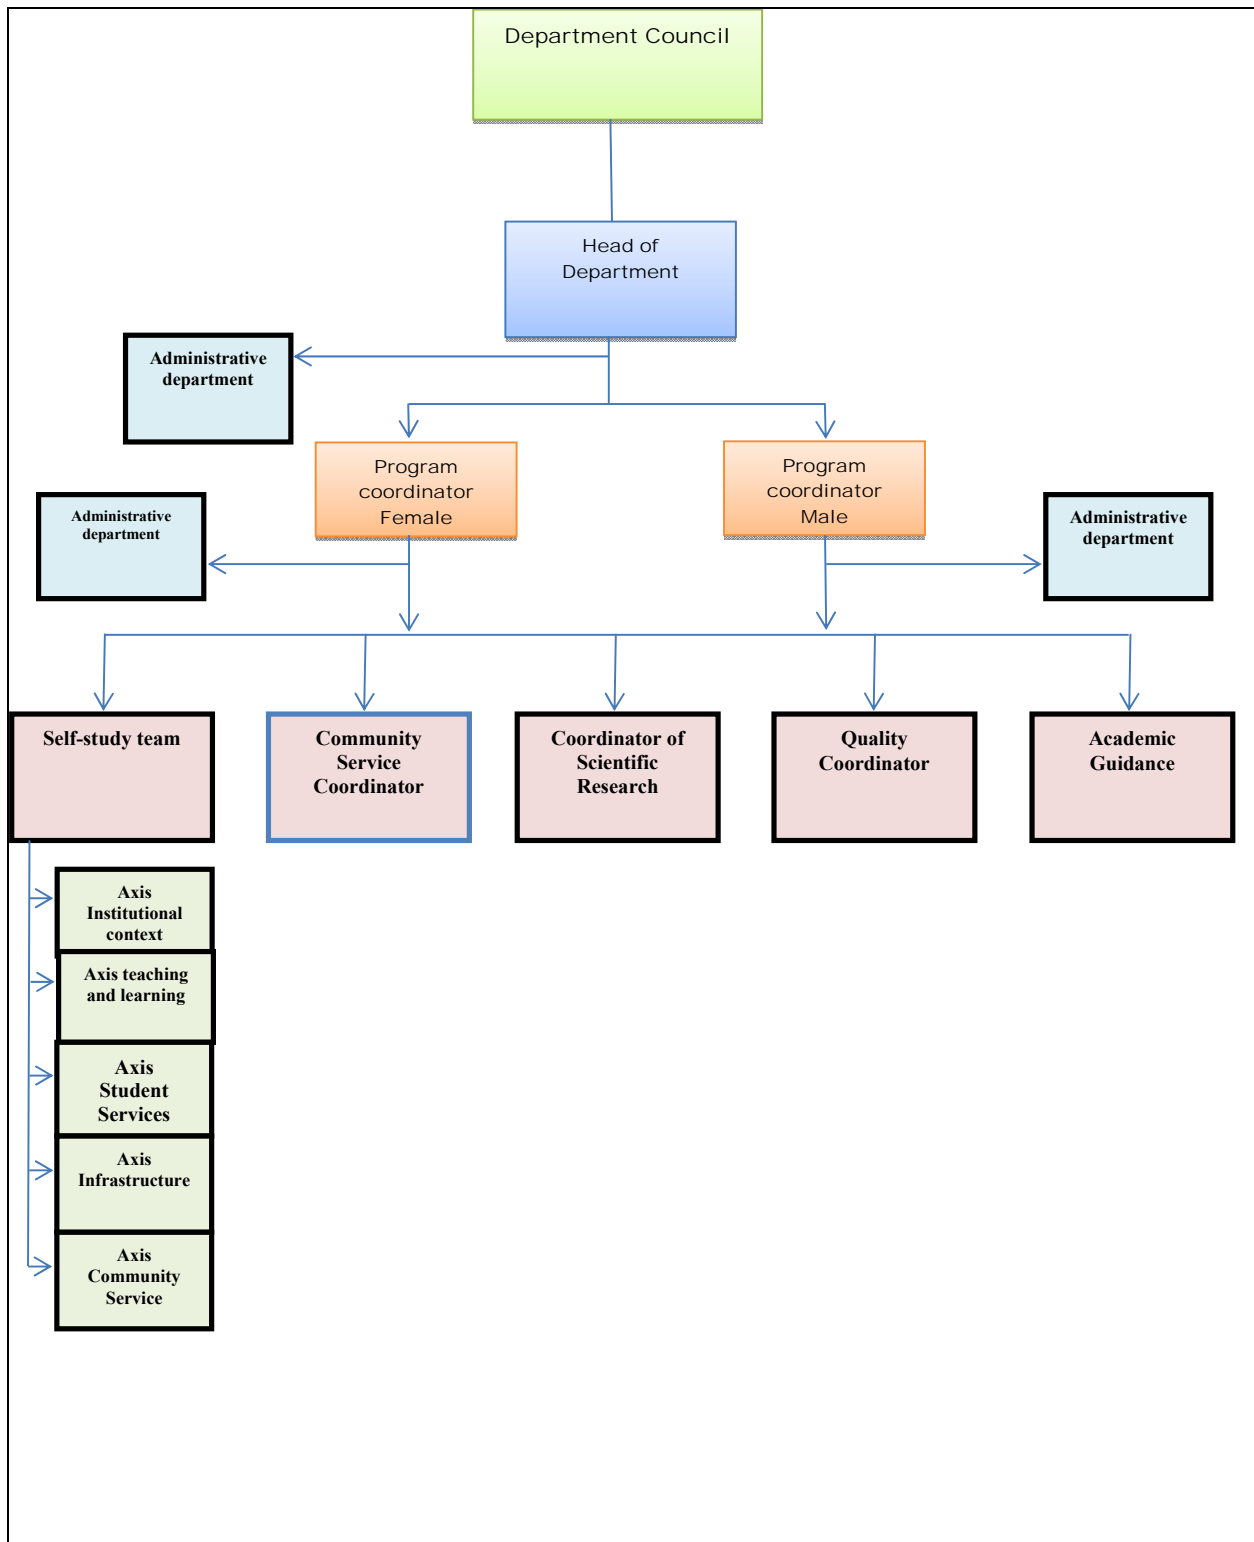 Department Council
Head of
Department
Administrative
department
Program
coordinator
Female
Program
coordinator
Male
Administrative
department
Administrative
department
Self-study team
Community
Service
Coordinator
Coordinator of
Scientific
Research
Quality
Coordinator
Academic
Guidance
Axis
Institutional
context
Axis teaching
and learning
Axis
Student
Services
Axis
Infrastructure
Axis
Community
Service